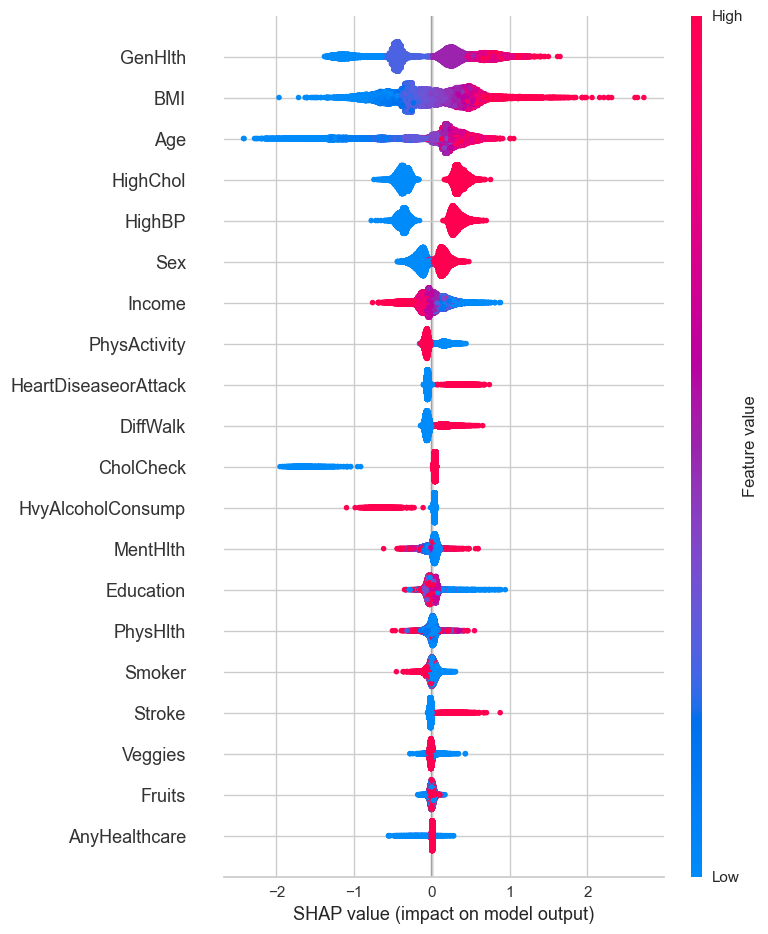 High
GenHlth
BMI
Age
HighChol
HighBP
Sex
Income
PhysActivity
HeartDiseaseorAttack
DiffWalk
CholCheck
HvyAlcoholConsump
MentHlth
Education
PhysHlth
Smoker
Stroke
Veggies
Fruits
AnyHealthcare
Feature value
Low
−2 −1 0 1 2
SHAP value (impact on model output)